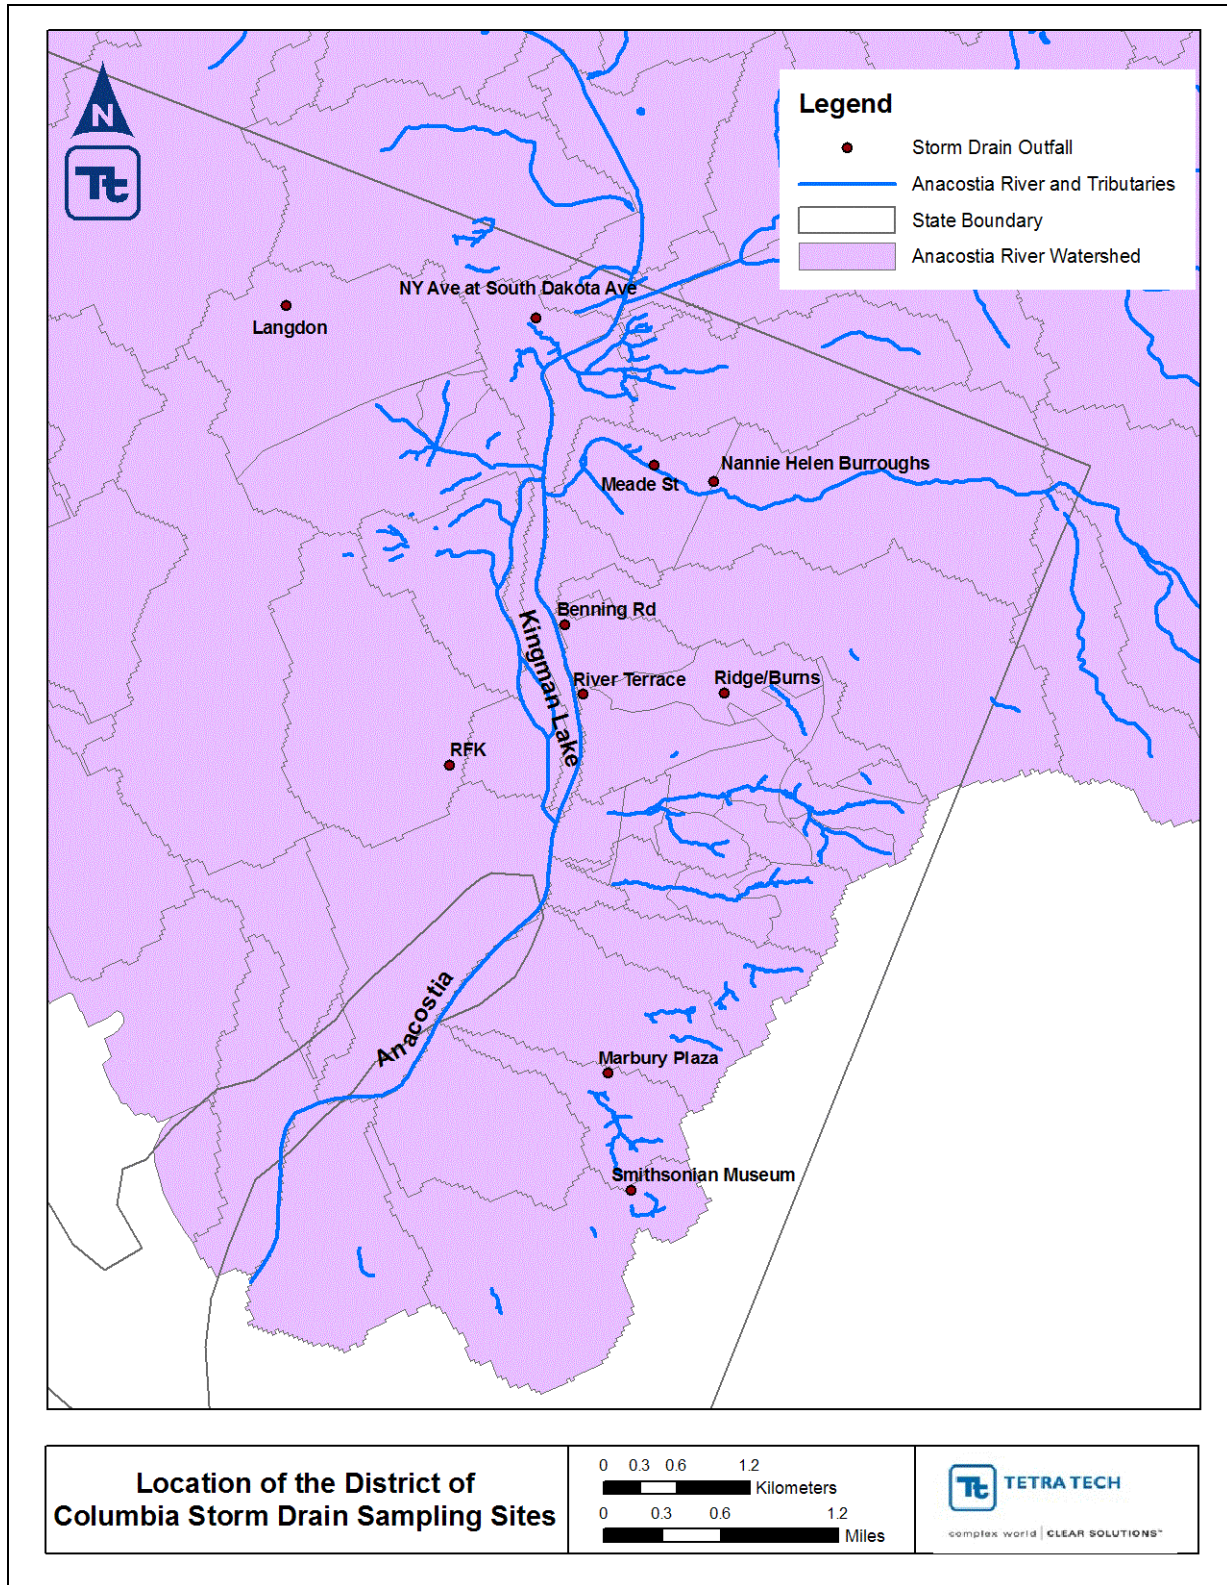 N
Tt
Legend
Storm Drain Outfall
Anacostia River and Tributaries
State Boundary
Anacostia River Watershed
NY Ave at South Dakota Ave
Langdon
Nannie Helen Burroughs
Meade St
Benning Rd
Kingman Lake
River Terrace
Ridge/Burns
RFK
Anacostia
Marbury Plaza
Smithsonian Museum
Location of the District of
Columbia Storm Drain Sampling Sites
0 0.3 0.6 1.2
Kilometers
0 0.3 0.6 1.2
Miles
Tt TETRA TECH
complex world | CLEAR SOLUTIONS™